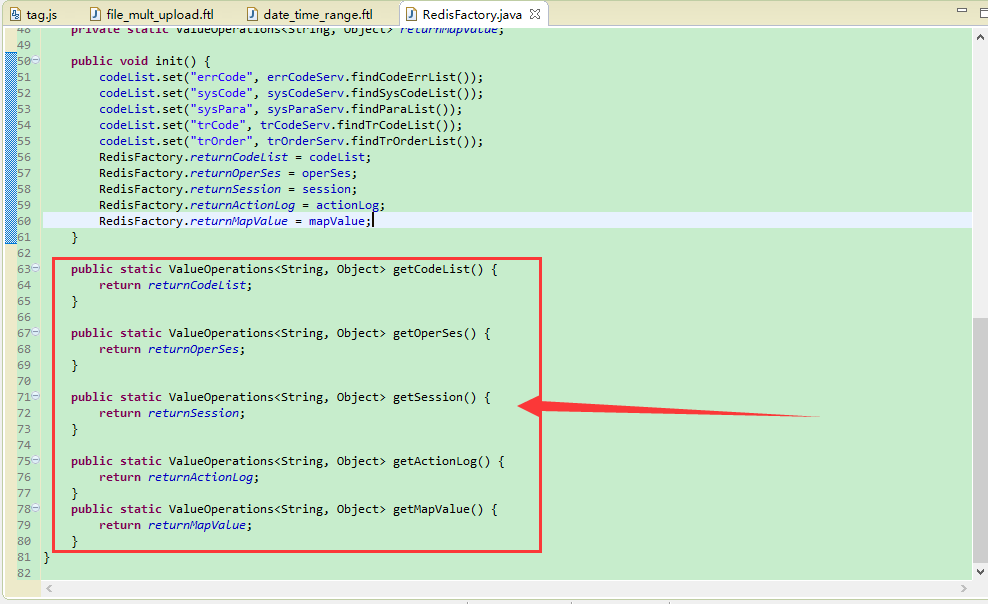 tag.js file_mult_upload.ftl date_time_range.ftl RedisFactory.java
48 private static ValueOperations<String, Object> returnMapValue;
49
50 public void init() {
51 codeList.set("errCode", errCodeServ.findCodeErrList());
52 codeList.set("sysCode", sysCodeServ.findSysCodeList());
53 codeList.set("sysPara", sysParaServ.findParaList());
54 codeList.set("trCode", trCodeServ.findTrCodeList());
55 codeList.set("trOrder", trOrderServ.findTrOrderList());
56 RedisFactory.returnCodeList = codeList;
57 RedisFactory.returnOperSes = operSes;
58 RedisFactory.returnSession = session;
59 RedisFactory.returnActionLog = actionLog;
60 RedisFactory.returnMapValue = mapValue;
61 }
62
63 public static ValueOperations<String, Object> getCodeList() {
64 return returnCodeList;
65 }
66
67 public static ValueOperations<String, Object> getOperSes() {
68 return returnOperSes;
69 }
70
71 public static ValueOperations<String, Object> getSession() {
72 return returnSession;
73 }
74
75 public static ValueOperations<String, Object> getActionLog() {
76 return returnActionLog;
77 }
78 public static ValueOperations<String, Object> getMapValue() {
79 return returnMapValue;
80 }
81 }
82